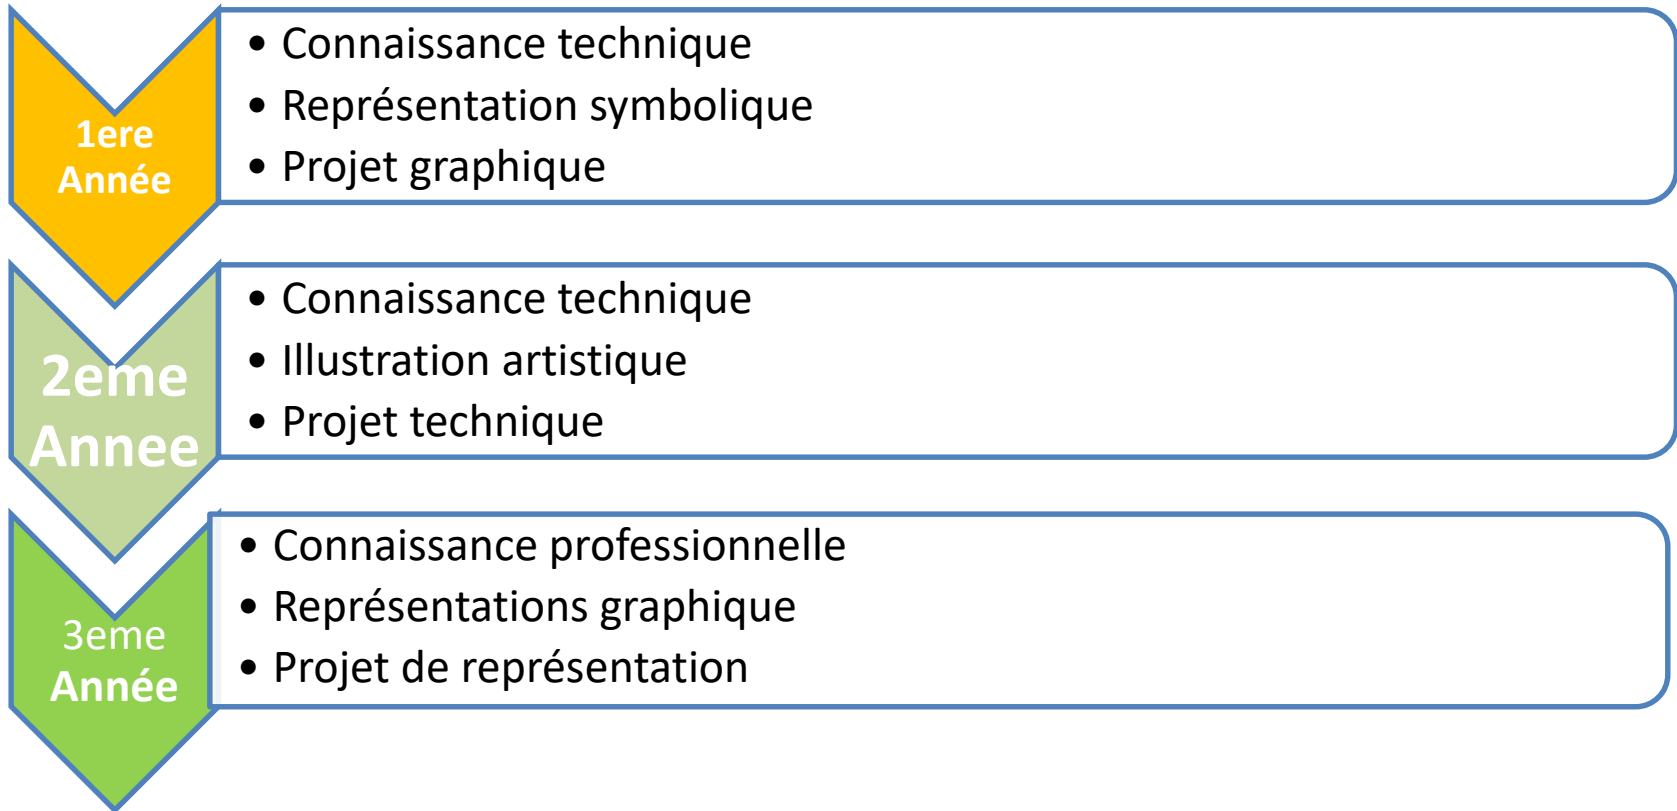 1ere
Année
• Connaissance technique
• Représentation symbolique
• Projet graphique
2eme
Annee
• Connaissance technique
• Illustration artistique
• Projet technique
3eme
Année
• Connaissance professionnelle
• Représentations graphique
• Projet de représentation